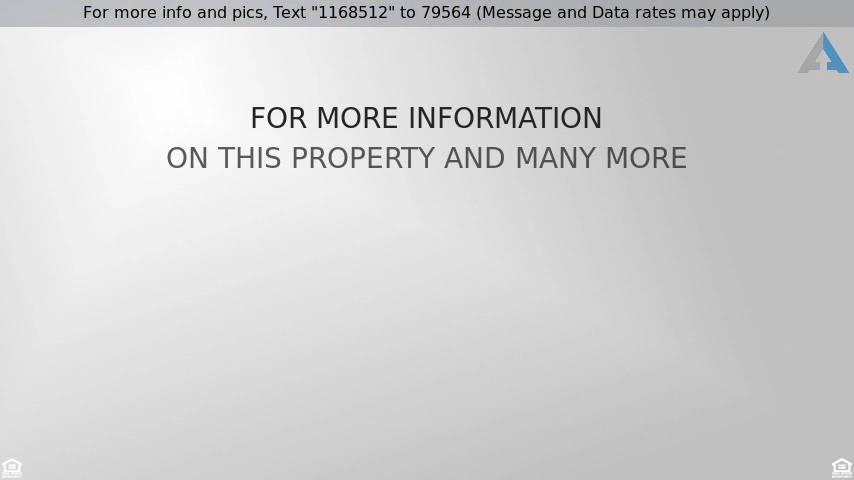 For more info and pics, Text "1168512" to 79564 (Message and Data rates may apply)
FOR MORE INFORMATION
ON THIS PROPERTY AND MANY MORE